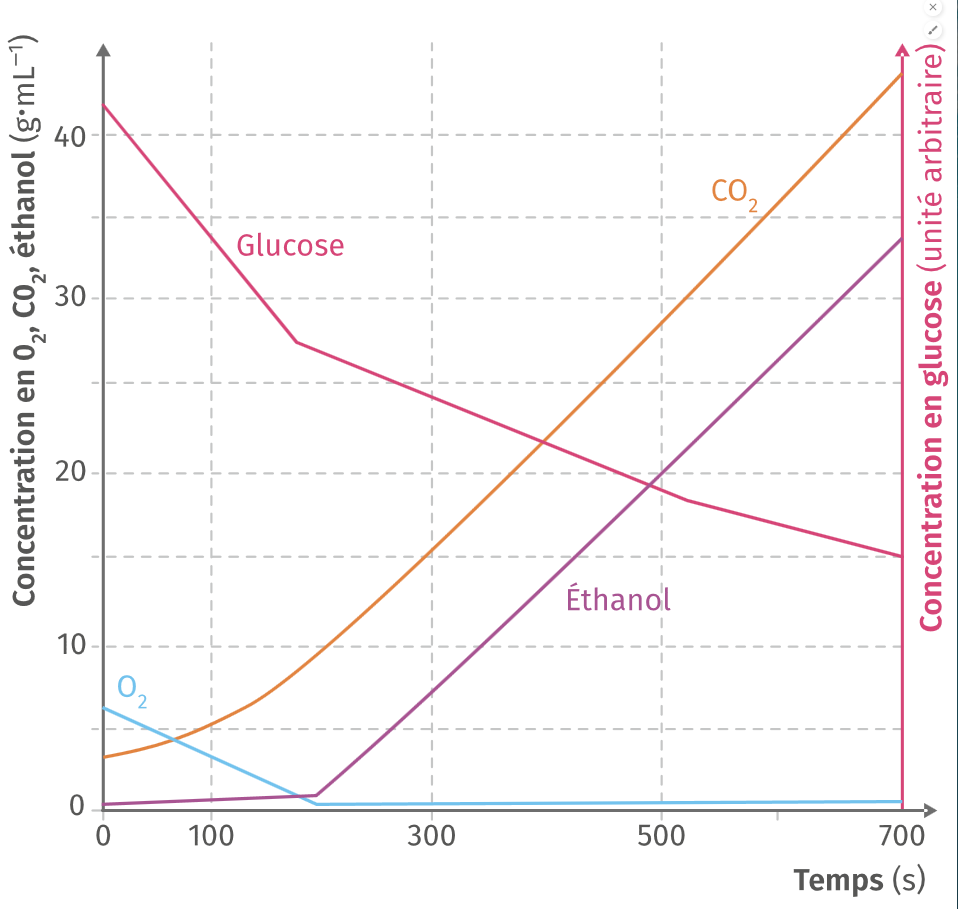 Concentration en O₂, C0₂, éthanol (g·mL⁻¹)
40
30
20
10
0
Glucose
CO₂
Éthanol
O₂
Concentration en glucose (unité arbitraire)
0 100 300 500 700
Temps (s)